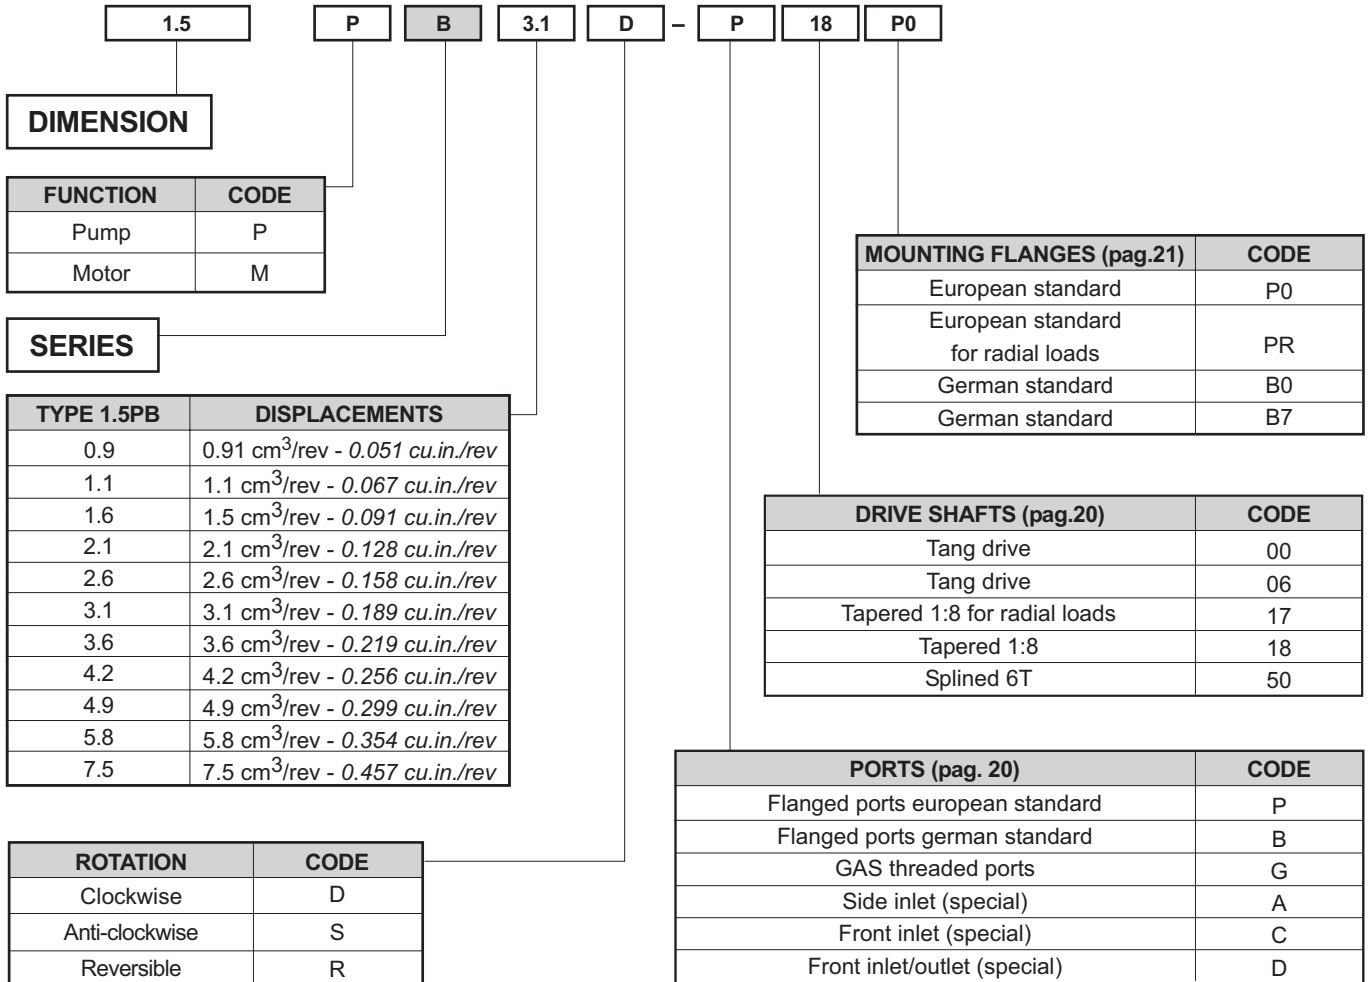 1.5 P B 3.1 D – P 18 P0
DIMENSION
FUNCTION CODE
Pump P
Motor M
SERIES
TYPE 1.5PB DISPLACEMENTS
0.9 0.91 cm3/rev - 0.051 cu.in./rev
1.1 1.1 cm3/rev - 0.067 cu.in./rev
1.6 1.5 cm3/rev - 0.091 cu.in./rev
2.1 2.1 cm3/rev - 0.128 cu.in./rev
2.6 2.6 cm3/rev - 0.158 cu.in./rev
3.1 3.1 cm3/rev - 0.189 cu.in./rev
3.6 3.6 cm3/rev - 0.219 cu.in./rev
4.2 4.2 cm3/rev - 0.256 cu.in./rev
4.9 4.9 cm3/rev - 0.299 cu.in./rev
5.8 5.8 cm3/rev - 0.354 cu.in./rev
7.5 7.5 cm3/rev - 0.457 cu.in./rev
ROTATION CODE
Clockwise D
Anti-clockwise S
Reversible R
MOUNTING FLANGES (pag.21) CODE
European standard P0
European standard
for radial loads PR
German standard B0
German standard B7
DRIVE SHAFTS (pag.20) CODE
Tang drive 00
Tang drive 06
Tapered 1:8 for radial loads 17
Tapered 1:8 18
Splined 6T 50
PORTS (pag. 20) CODE
Flanged ports european standard P
Flanged ports german standard B
GAS threaded ports G
Side inlet (special) A
Front inlet (special) C
Front inlet/outlet (special) D